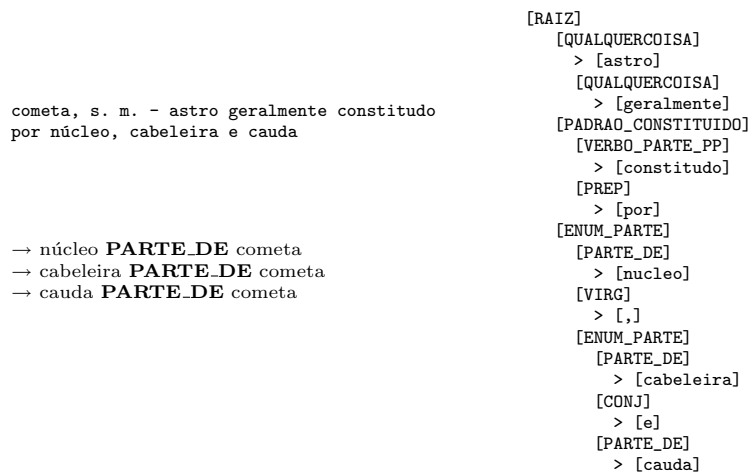 cometa, s. m. - astro geralmente constitudo
por núcleo, cabeleira e cauda
→ núcleo PARTE_DE cometa
→ cabeleira PARTE_DE cometa
→ cauda PARTE_DE cometa
[RAIZ]
[QUALQUERCOISA]
> [astro]
[QUALQUERCOISA]
> [geralmente]
[PADRAO_CONSTITUIDO]
[VERBO_PARTE_PP]
> [constitudo]
[PREP]
> [por]
[ENUM_PARTE]
[PARTE_DE]
> [nucleo]
[VIRG]
> [,]
[ENUM_PARTE]
[PARTE_DE]
> [cabeleira]
[CONJ]
> [e]
[PARTE_DE]
> [cauda]